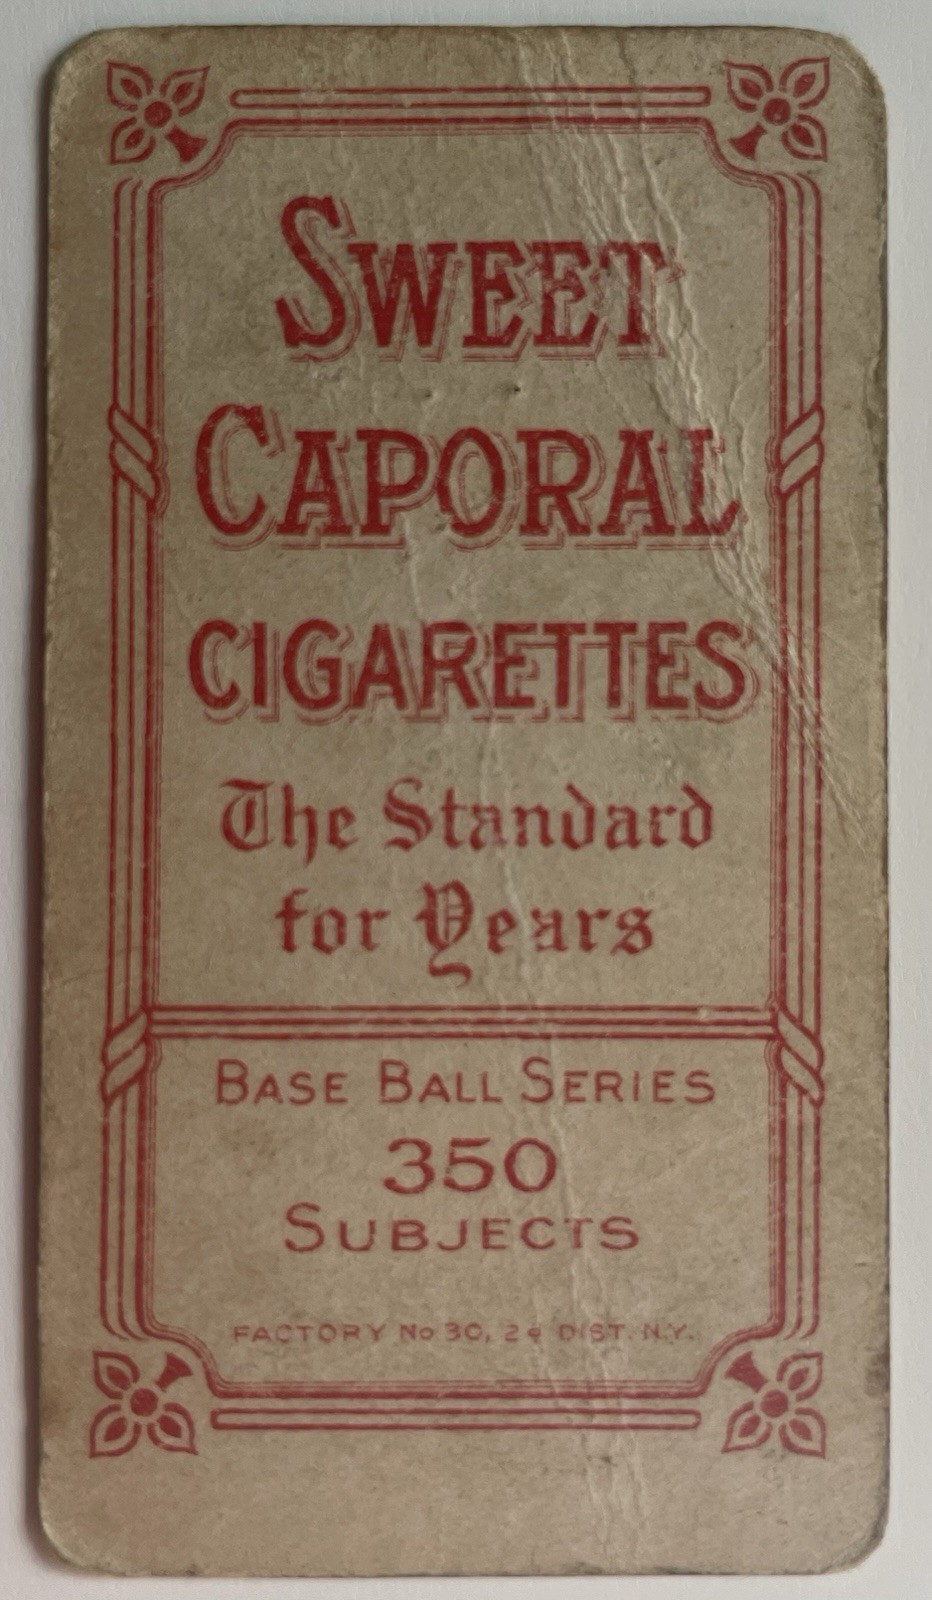 SWEET
CAPORAL
CIGARETTES
The Standard
for Years
BASE BALL SERIES
350
SUBJECTS
FACTORY No 30, 2d DIST. N.Y.